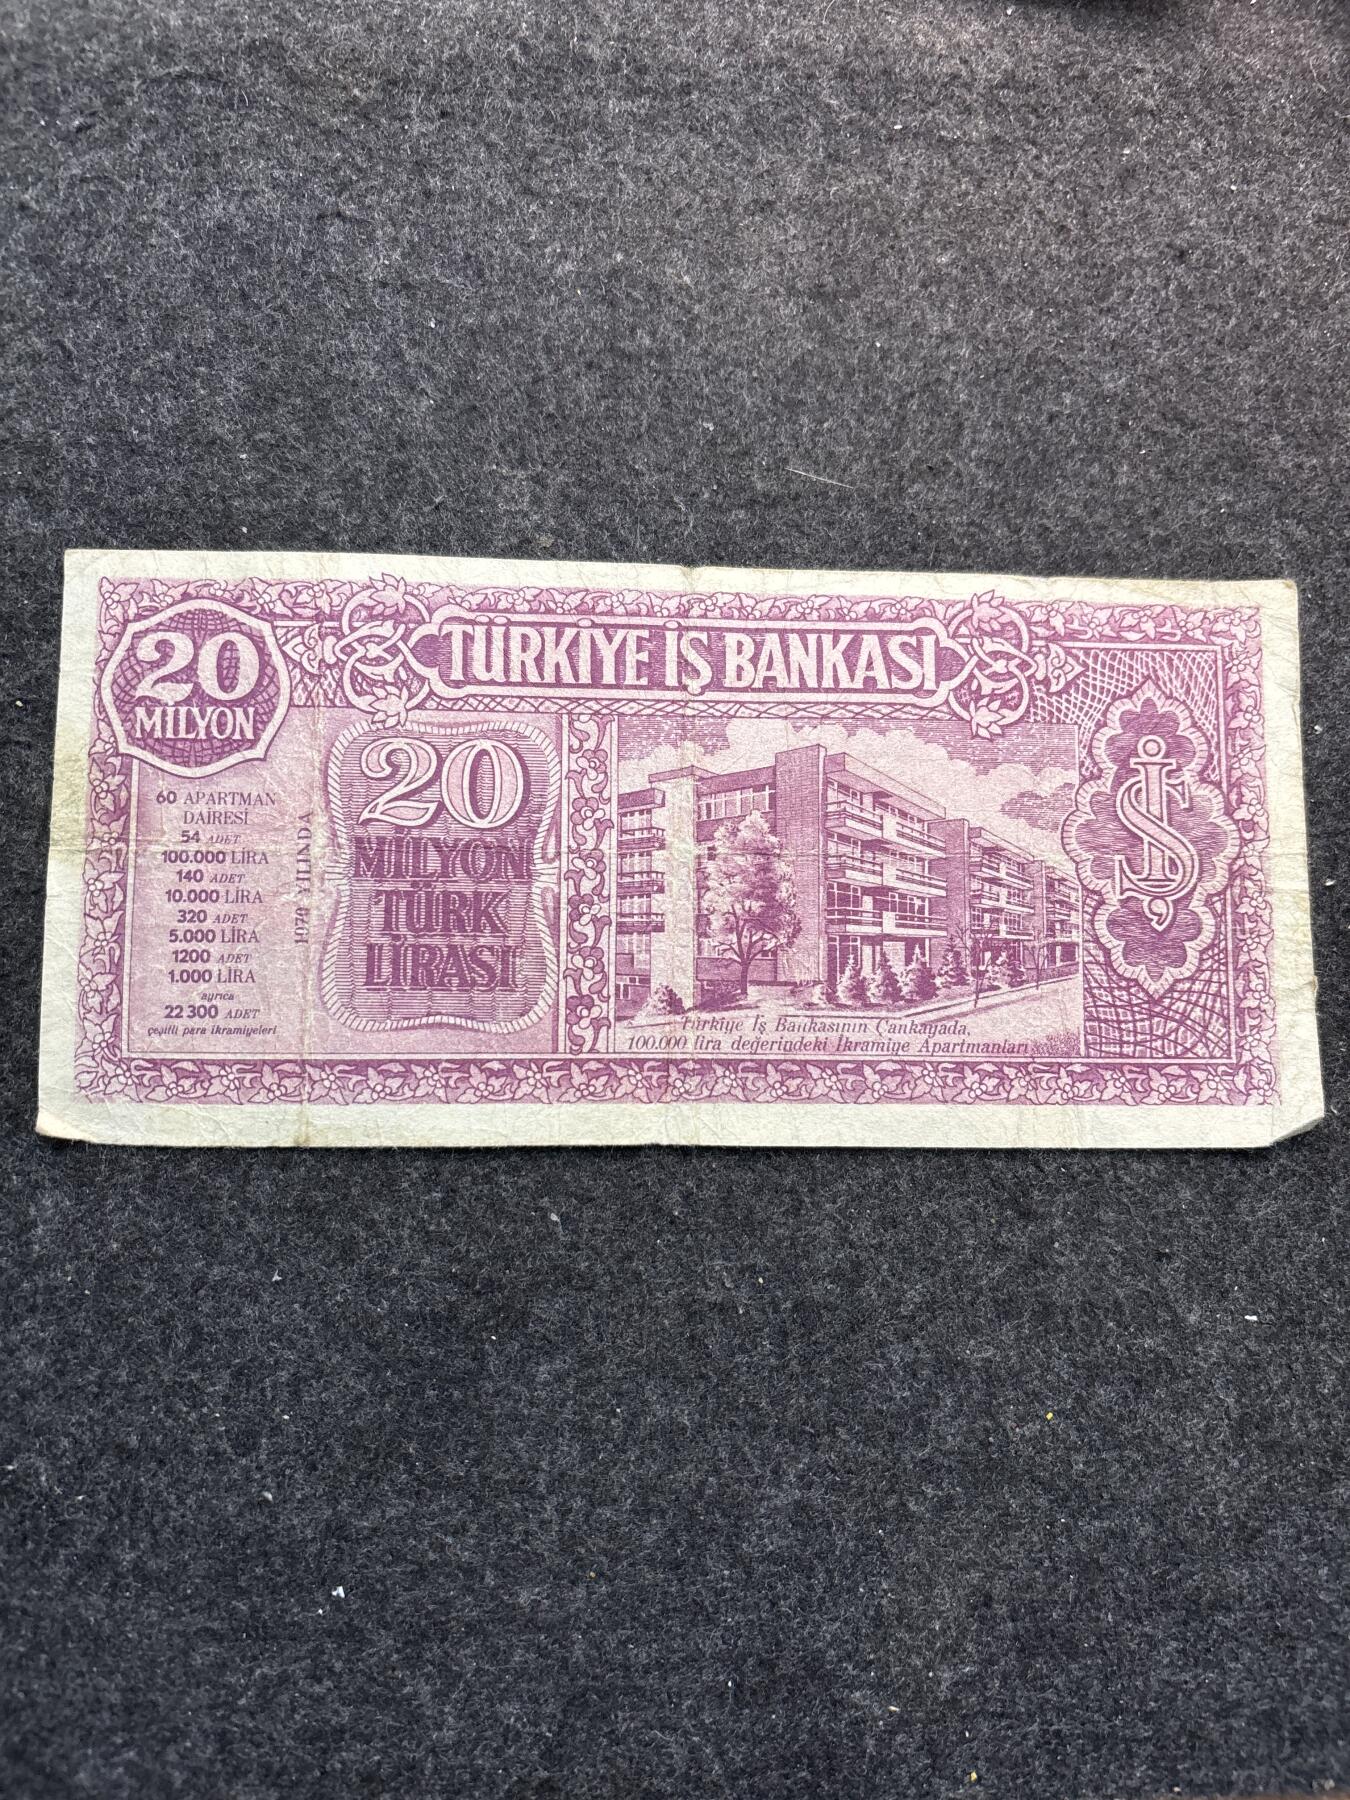 TÜRKİYE İŞ BANKASI
20
MİLYON
60 APARTMAN
DAİRESİ
54 ADET
100.000 LİRA
140 ADET
10.000 LİRA
320 ADET
5.000 LİRA
1200 ADET
1.000 LİRA
ayrıca
22 300 ADET
çeşitli para ikramiyeleri
1970 YILINDA
20
MİLYON
TÜRK
LİRASI
Türkiye İş Bankasının Çankayada,
100.000 lira değerindeki İkramiye Apartmanları
İŞ